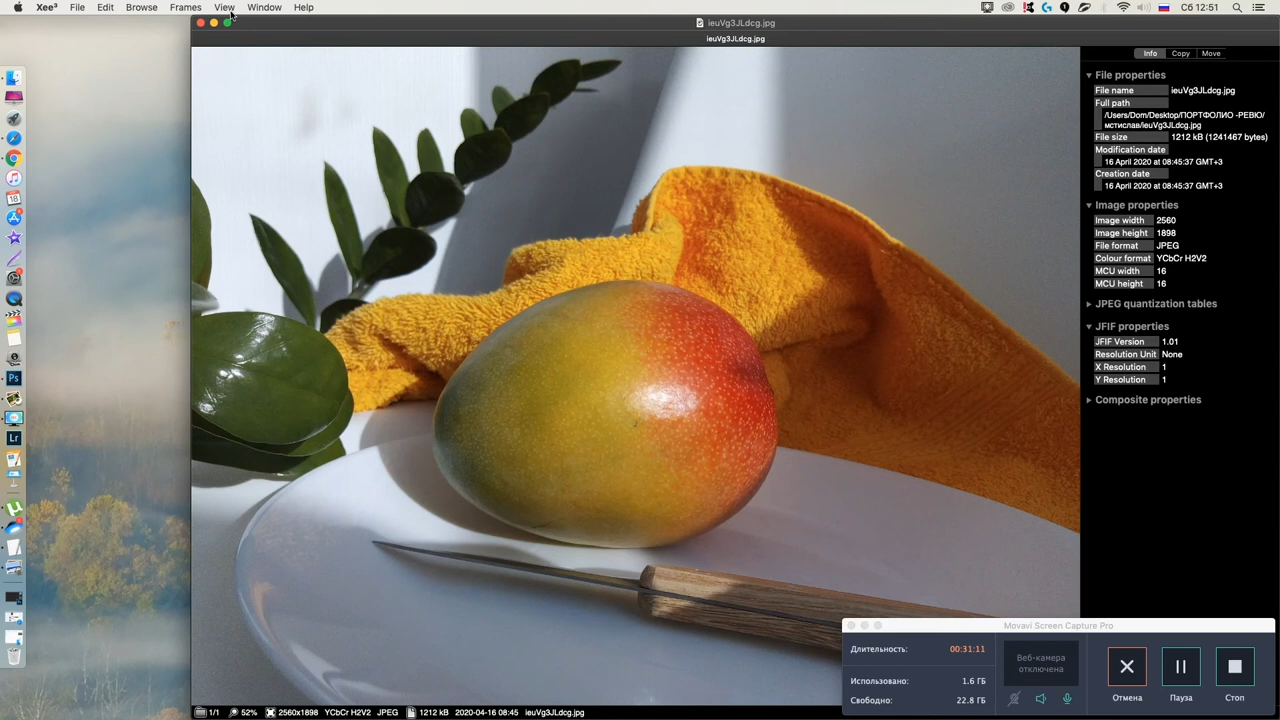 Xee³ File Edit Browse Frames View Window Help
Сб 12:51
ieuVg3JLdcg.jpg
ieuVg3JLdcg.jpg
Info Copy Move
File properties
File name ieuVg3JLdcg.jpg
Full path
/Users/Dom/Desktop/ПОРТФОЛИО -РЕВЮ/
мстислав/ieuVg3JLdcg.jpg
File size 1212 kB (1241467 bytes)
Modification date
16 April 2020 at 08:45:37 GMT+3
Creation date
16 April 2020 at 08:45:37 GMT+3
Image properties
Image width 2560
Image height 1898
File format JPEG
Colour format YCbCr H2V2
MCU width 16
MCU height 16
JPEG quantization tables
JFIF properties
JFIF Version 1.01
Resolution Unit None
X Resolution 1
Y Resolution 1
Composite properties
18
Ps
Lr
Movavi Screen Capture Pro
Длительность: 00:31:11
Использовано: 1.6 ГБ
Свободно: 22.8 ГБ
Веб-камера
отключена
Отмена Пауза Стоп
1/1 52% 2560x1898 YCbCr H2V2 JPEG 1212 kB 2020-04-16 08:45 ieuVg3JLdcg.jpg